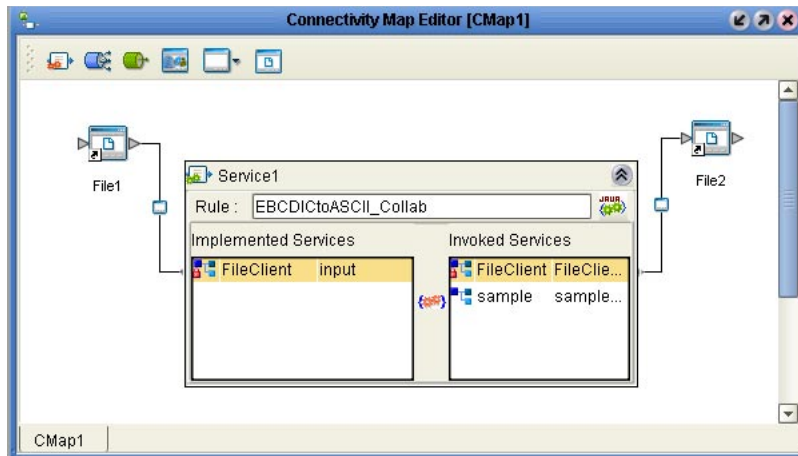 Connectivity Map Editor [CMap1]
File1
File2
Service1
Rule : EBCDICtoASCII_Collab
JAVA
Implemented Services
Invoked Services
FileClient input
FileClient FileClie...
sample sample...
CMap1